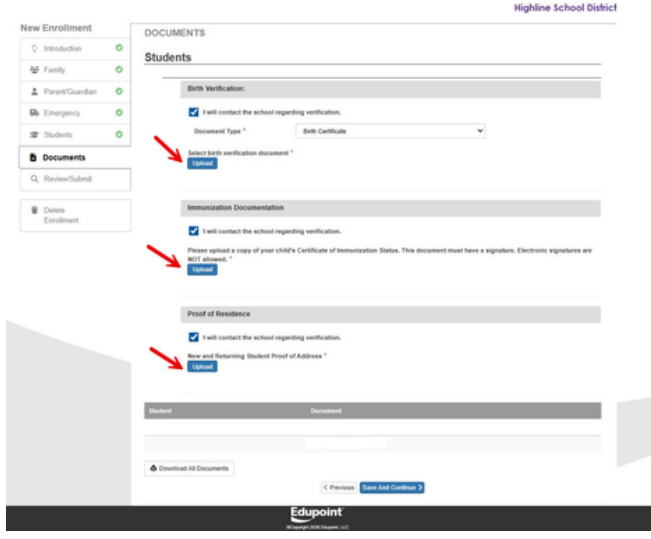 Highline School District
New Enrollment
Introduction
Family
Parent/Guardian
Emergency
Students
Documents
Review/Submit
Delete
Enrollment
DOCUMENTS
Students
Birth Verification:
I will contact the school regarding verification.
Document Type *
Birth Certificate
Select birth verification document *
Upload
Immunization Documentation
I will contact the school regarding verification.
Please upload a copy of your child's Certificate of Immunization Status. This document must have a signature. Electronic signatures are
NOT allowed. *
Upload
Proof of Residence
I will contact the school regarding verification.
New and Returning Student Proof of Address *
Upload
Student Document
Download All Documents
Previous Save And Continue
Edupoint
©Copyright Edupoint, LLC